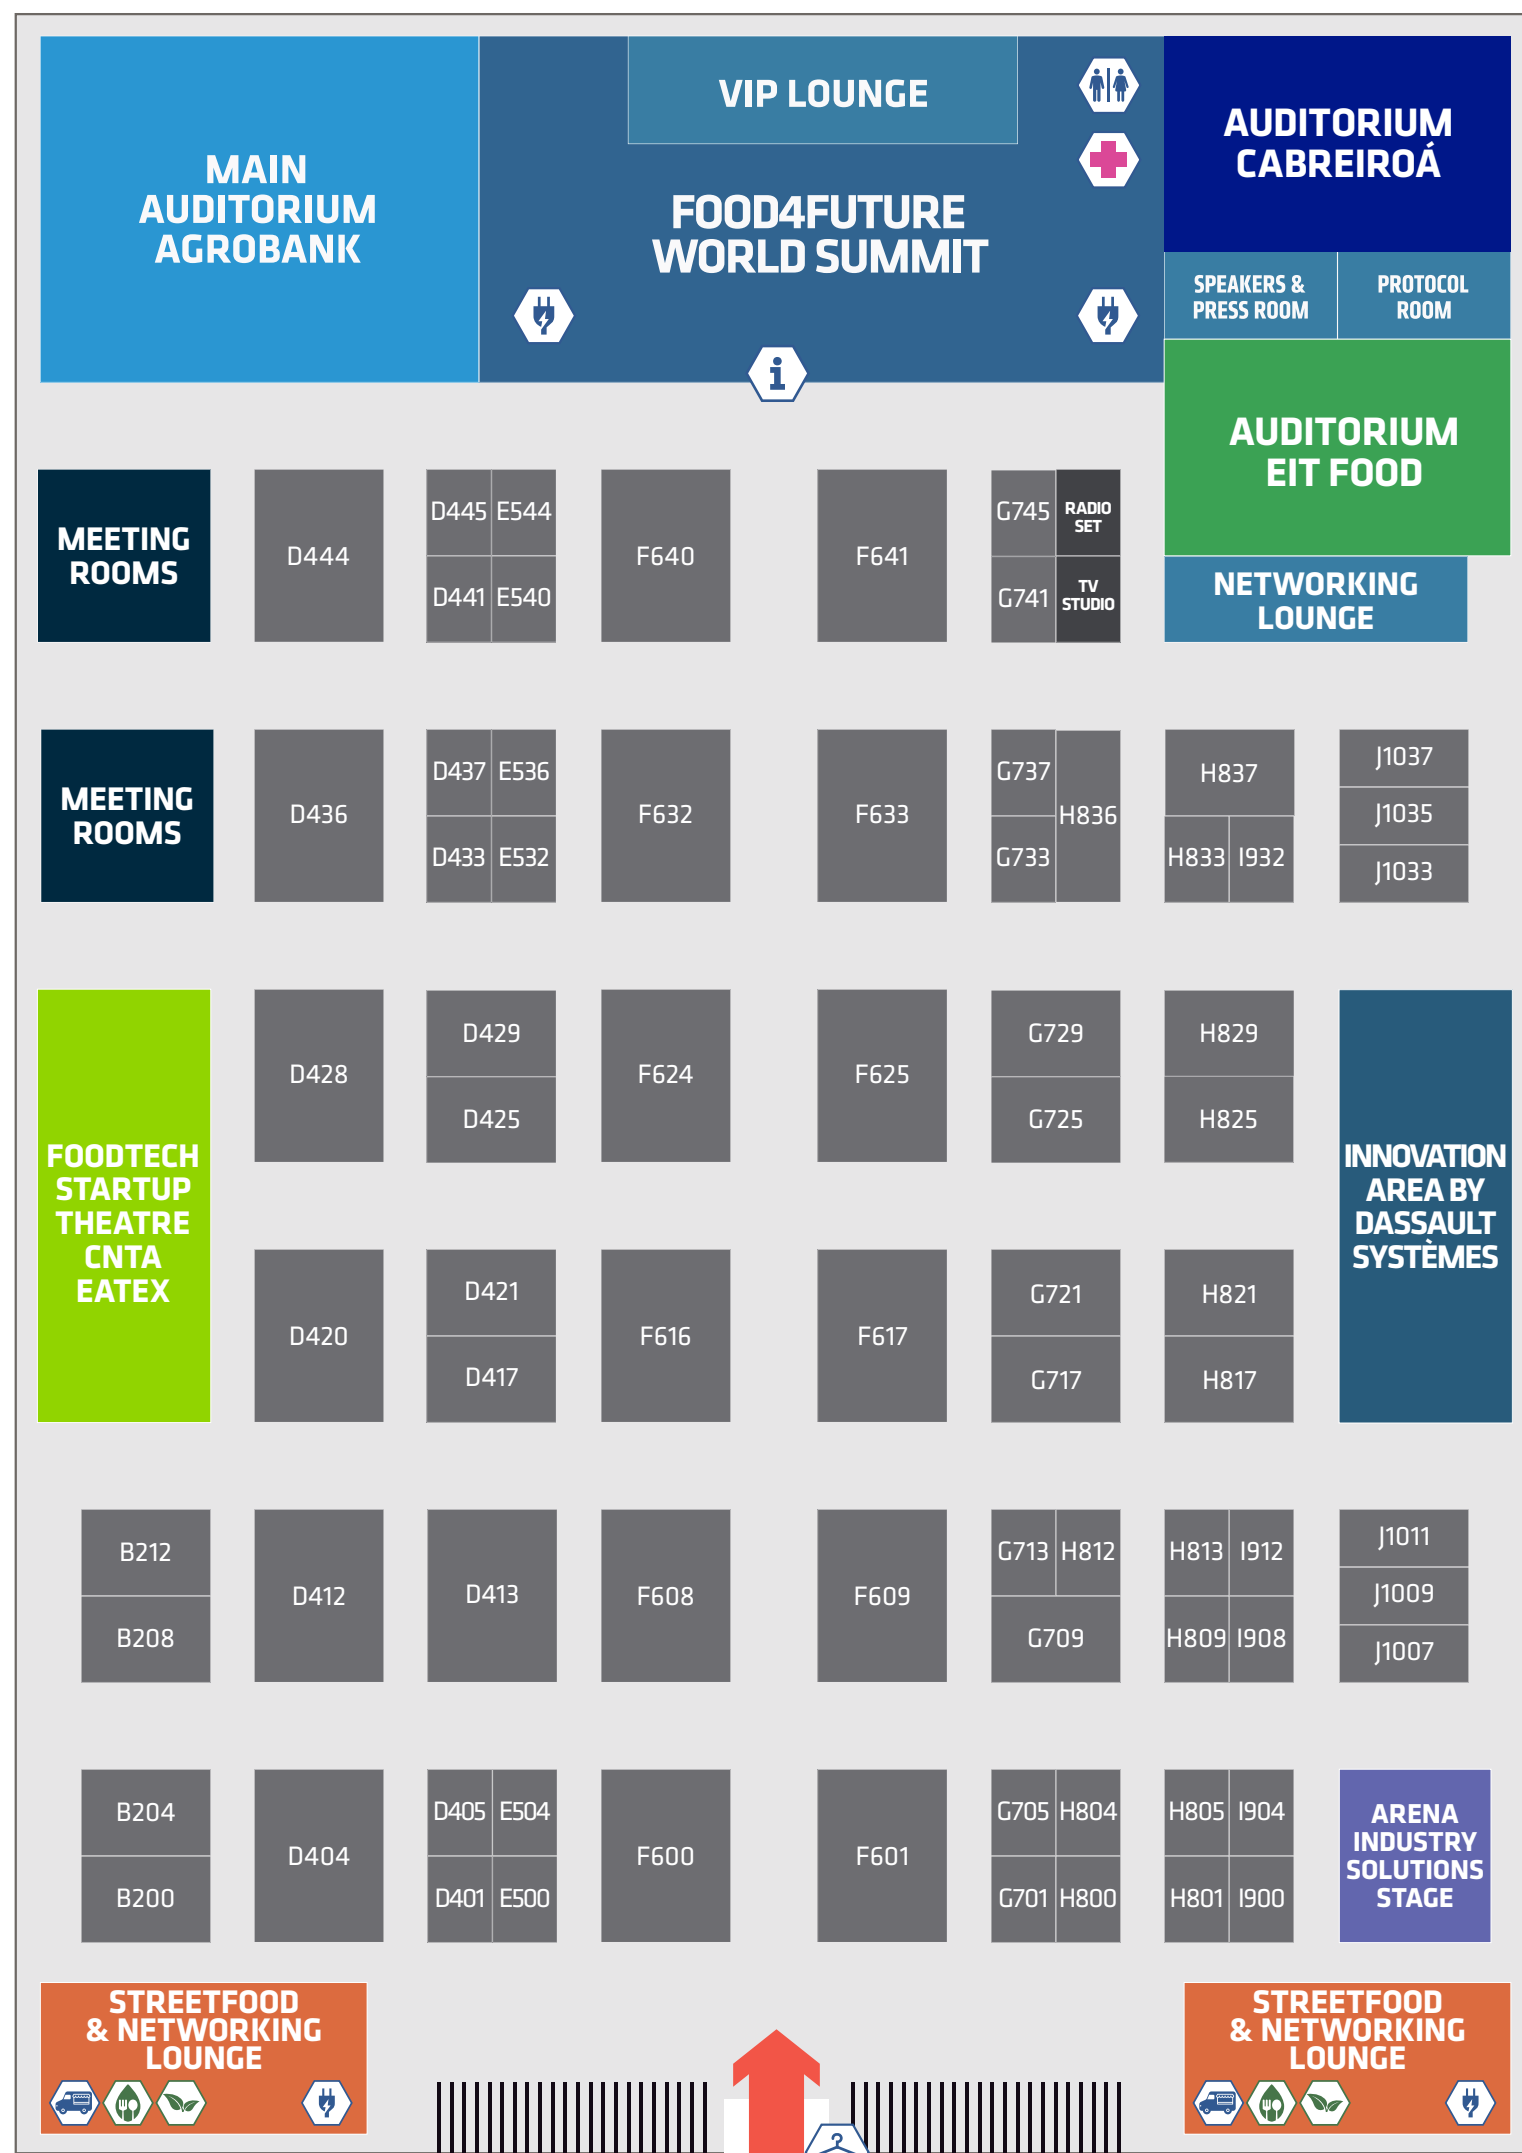 VIP LOUNGE
MAIN
AUDITORIUM
AGROBANK
FOOD4FUTURE
WORLD SUMMIT
i
AUDITORIUM
CABREIROÁ
SPEAKERS &
PRESS ROOM
PROTOCOL
ROOM
AUDITORIUM
EIT FOOD
NETWORKING
LOUNGE
MEETING
ROOMS
D444
D445 E544
D441 E540
F640
F641
G745
RADIO
SET
G741
TV
STUDIO
MEETING
ROOMS
D436
D437 E536
D433 E532
F632
F633
G737
G733
H836
H837
H833 I932
J1037
J1035
J1033
FOODTECH
STARTUP
THEATRE
CNTA
EATEX
D428
D429
D425
F624
F625
G729
G725
H829
H825
INNOVATION
AREA BY
DASSAULT
SYSTÈMES
D420
D421
D417
F616
F617
G721
G717
H821
H817
B212
B208
D412
D413
F608
F609
G713 H812
G709
H813 I912
H809 I908
J1011
J1009
J1007
B204
B200
D404
D405 E504
D401 E500
F600
F601
G705 H804
G701 H800
H805 I904
H801 I900
ARENA
INDUSTRY
SOLUTIONS
STAGE
STREETFOOD
& NETWORKING
LOUNGE
STREETFOOD
& NETWORKING
LOUNGE